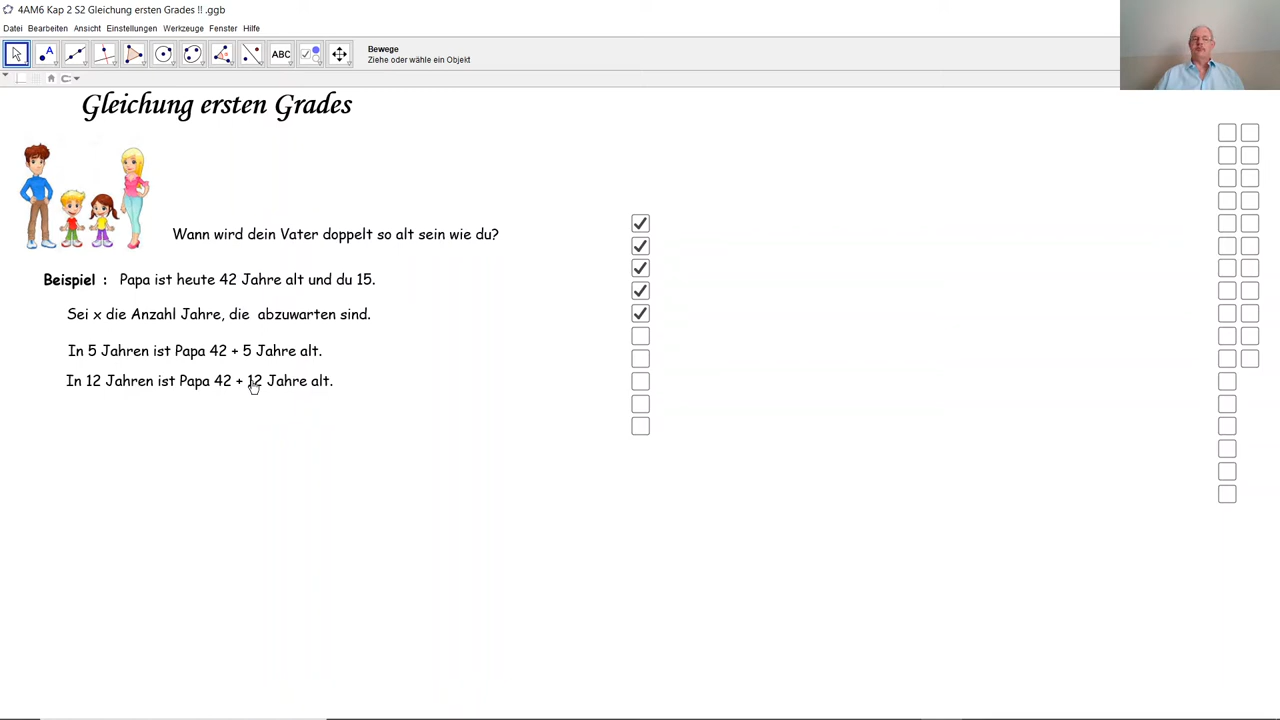 4AM6 Kap 2 S2 Gleichung ersten Grades !! .ggb
Datei Bearbeiten Ansicht Einstellungen Werkzeuge Fenster Hilfe
A
ABC
Bewege
Ziehe oder wähle ein Objekt
Gleichung ersten Grades
Wann wird dein Vater doppelt so alt sein wie du?
Beispiel : Papa ist heute 42 Jahre alt und du 15.
Sei x die Anzahl Jahre, die abzuwarten sind.
In 5 Jahren ist Papa 42 + 5 Jahre alt.
In 12 Jahren ist Papa 42 + 12 Jahre alt.